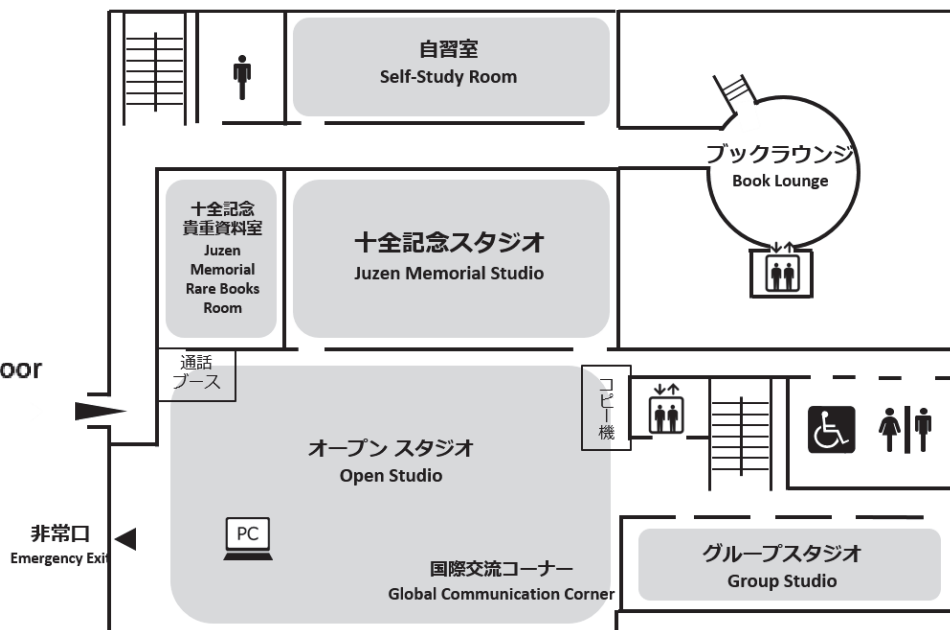 自習室
Self-Study Room
ブックラウンジ
Book Lounge
十全記念
貴重資料室
Juzen
Memorial
Rare Books
Room
十全記念スタジオ
Juzen Memorial Studio
oor
通話
ブース
コピー機
オープン スタジオ
Open Studio
PC
非常口
Emergency Exit
国際交流コーナー
Global Communication Corner
グループスタジオ
Group Studio